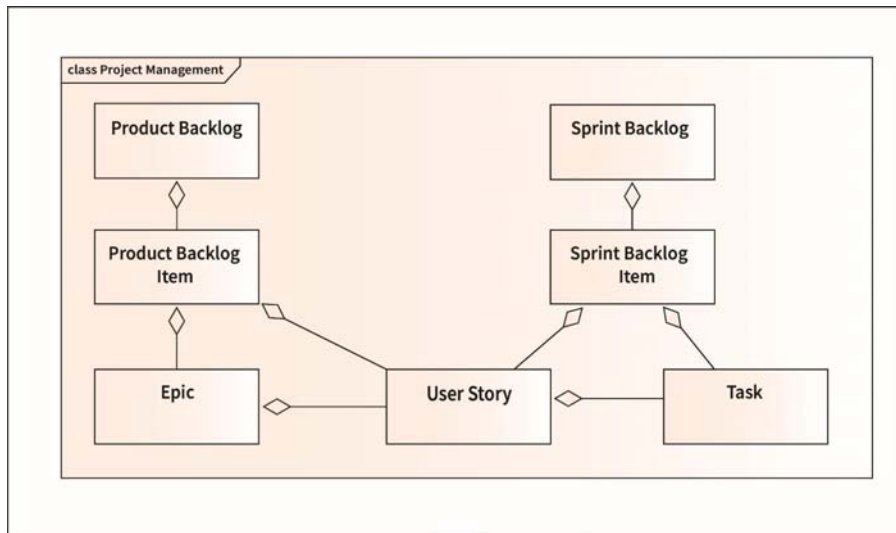 class Project Management
Product Backlog
Sprint Backlog
Product Backlog
Item
Sprint Backlog
Item
Epic
User Story
Task